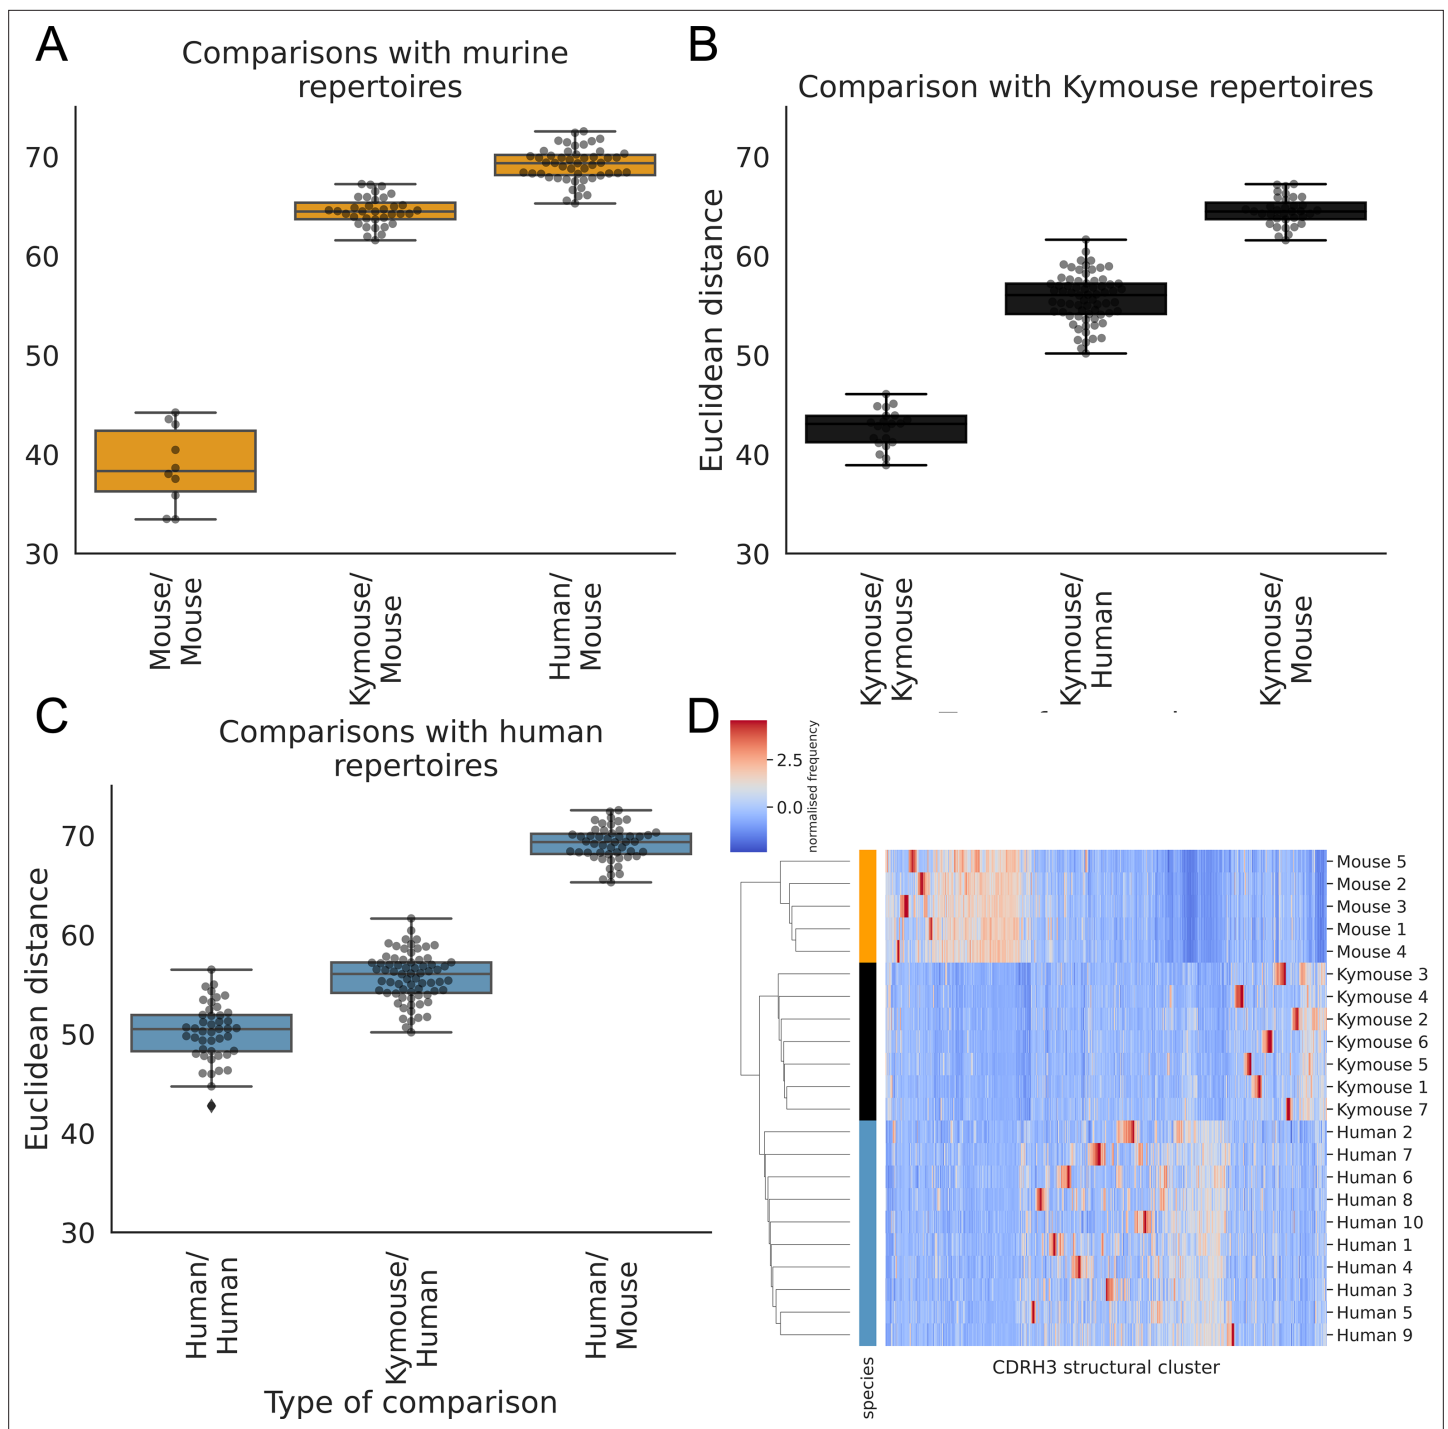 A
Comparisons with murine
repertoires
70
60
50
40
30
Mouse/
Mouse
Kymouse/
Mouse
Human/
Mouse
B
Comparison with Kymouse repertoires
Euclidean distance
70
60
50
40
30
Kymouse/
Kymouse
Kymouse/
Human
Kymouse/
Mouse
C
Comparisons with human
repertoires
Euclidean distance
70
60
50
40
30
Human/
Human
Kymouse/
Human
Human/
Mouse
Type of comparison
D
2.5
0.0
normalised frequency
Mouse 5
Mouse 2
Mouse 3
Mouse 1
Mouse 4
Kymouse 3
Kymouse 4
Kymouse 2
Kymouse 6
Kymouse 5
Kymouse 1
Kymouse 7
Human 2
Human 7
Human 6
Human 8
Human 10
Human 1
Human 4
Human 3
Human 5
Human 9
species
CDRH3 structural cluster